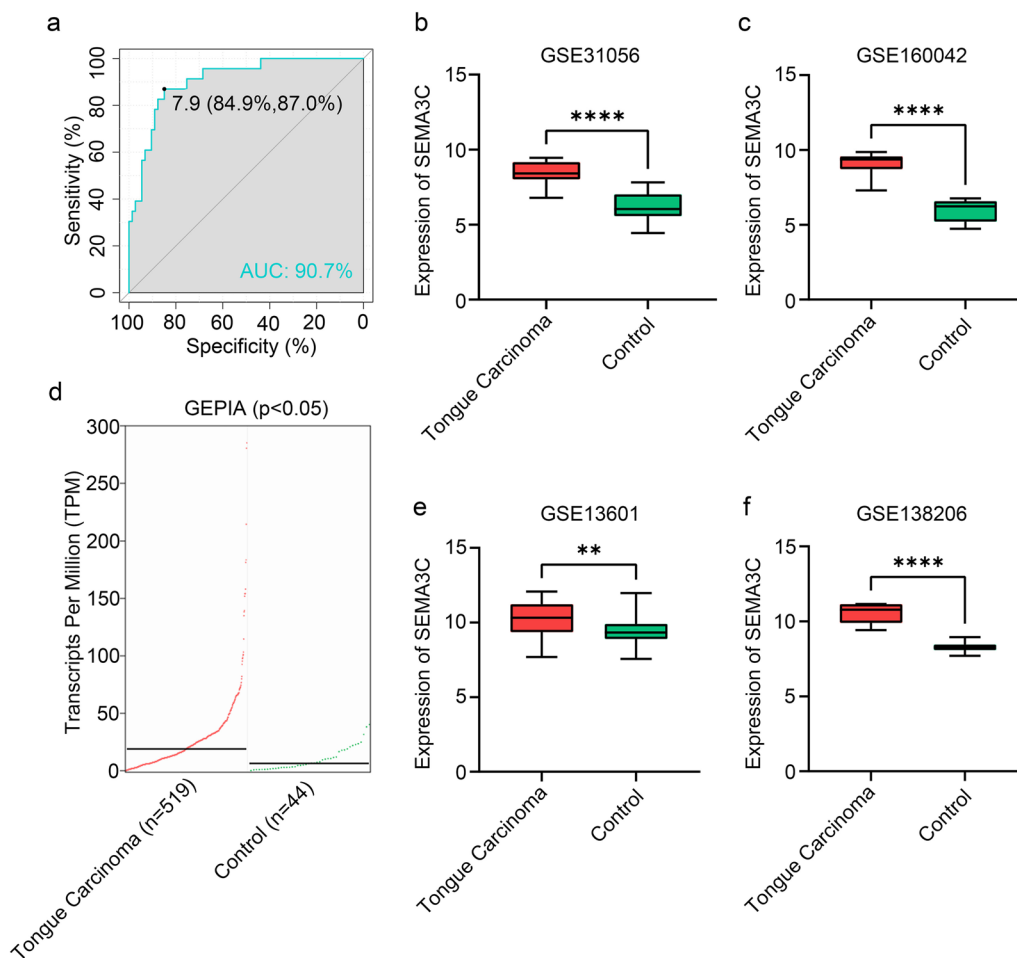 a
Sensitivity (%)
100
80
60
40
20
0
7.9 (84.9%,87.0%)
AUC: 90.7%
100 80 60 40 20 0
Specificity (%)
b
GSE31056
Expression of SEMA3C
15
10
5
0
****
Tongue Carcinoma
Control
c
GSE160042
Expression of SEMA3C
15
10
5
0
****
Tongue Carcinoma
Control
d
GEPIA (p<0.05)
Transcripts Per Million (TPM)
300
250
200
150
100
50
0
Tongue Carcinoma (n=519)
Control (n=44)
e
GSE13601
Expression of SEMA3C
15
10
5
0
**
Tongue Carcinoma
Control
f
GSE138206
Expression of SEMA3C
15
10
5
0
****
Tongue Carcinoma
Control